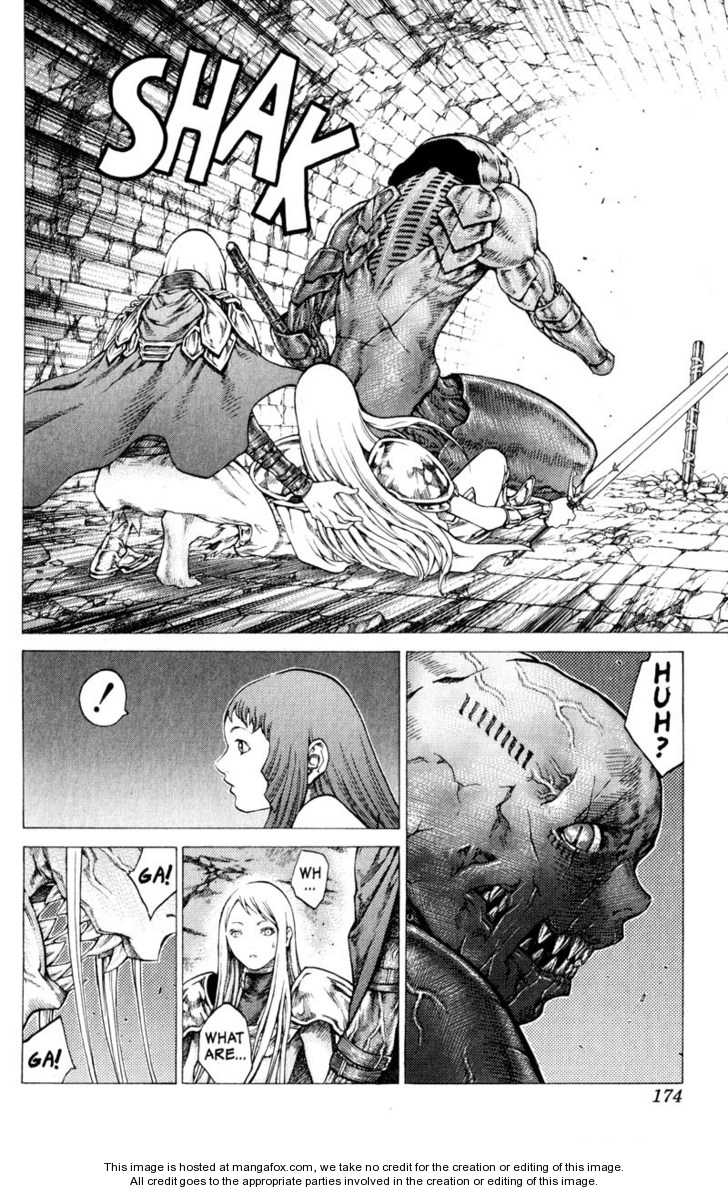 SHAK
HUH?
!
WH
...
WHAT
ARE...
GA!
GA!
174
This image is hosted at mangafox.com, we take no credit for the creation or editing of this image.
All credit goes to the appropriate parties involved in the creation or editing of this image.